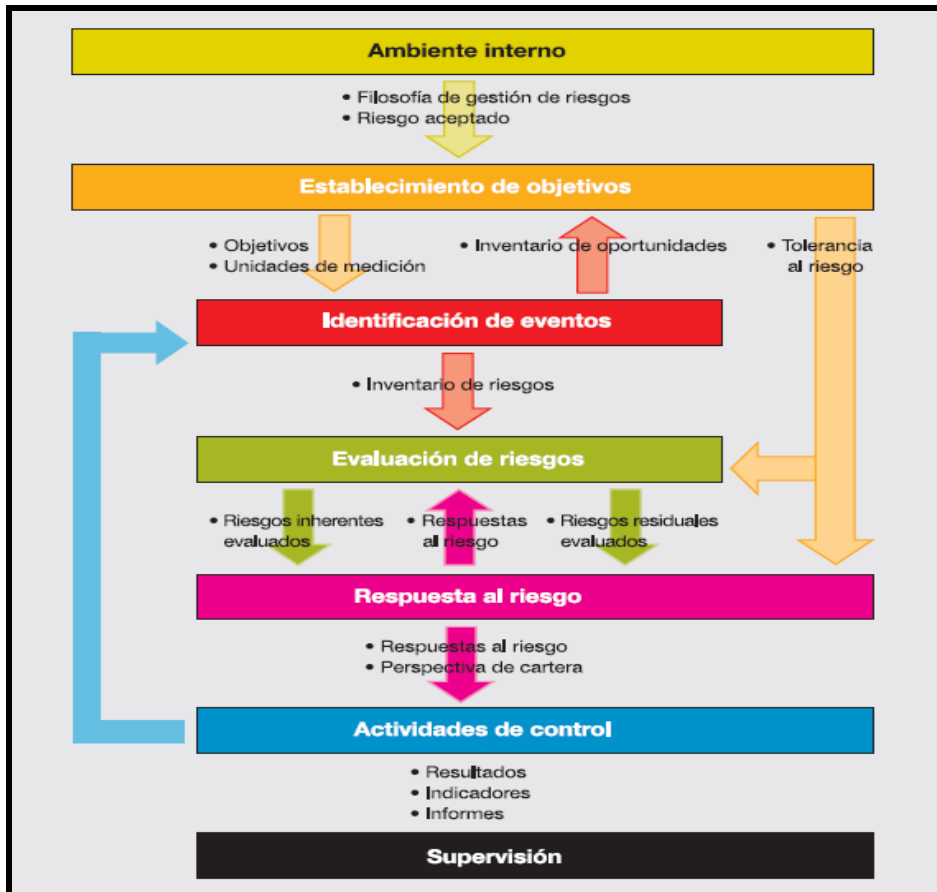 Ambiente interno
• Filosofía de gestión de riesgos
• Riesgo aceptado
Establecimiento de objetivos
• Objetivos
• Unidades de medición
• Inventario de oportunidades
• Tolerancia
al riesgo
Identificación de eventos
• Inventario de riesgos
Evaluación de riesgos
• Riesgos inherentes
evaluados
• Respuestas
al riesgo
• Riesgos residuales
evaluados
Respuesta al riesgo
• Respuestas al riesgo
• Perspectiva de cartera
Actividades de control
• Resultados
• Indicadores
• Informes
Supervisión